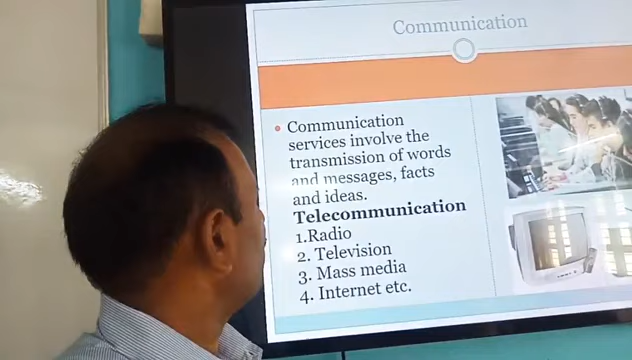 Communication
Communication
services involve the
transmission of words
and messages, facts
and ideas.
Telecommunication
1.Radio
2. Television
3. Mass media
4. Internet etc.